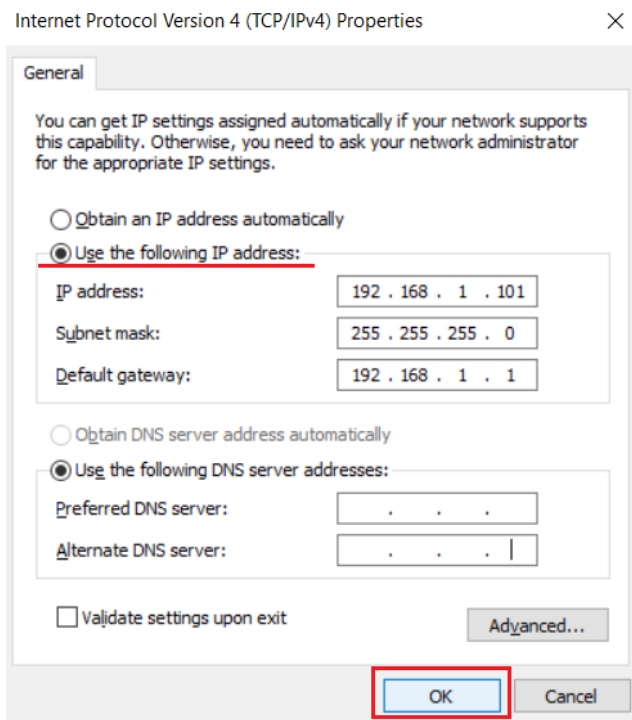 Internet Protocol Version 4 (TCP/IPv4) Properties
General
You can get IP settings assigned automatically if your network supports
this capability. Otherwise, you need to ask your network administrator
for the appropriate IP settings.
Obtain an IP address automatically
Use the following IP address:
IP address: 192 . 168 . 1 . 101
Subnet mask: 255 . 255 . 255 . 0
Default gateway: 192 . 168 . 1 . 1
Obtain DNS server address automatically
Use the following DNS server addresses:
Preferred DNS server: . . .
Alternate DNS server: . . .
Validate settings upon exit
Advanced...
OK Cancel